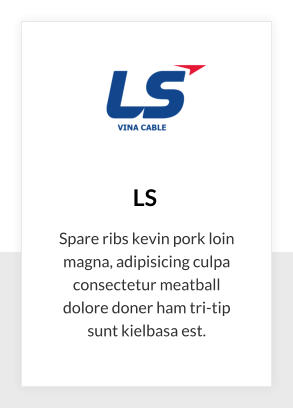 LS
VINA CABLE
LS
Spare ribs kevin pork loin
magna, adipisicing culpa
consectetur meatball
dolore doner ham tri-tip
sunt kielbasa est.